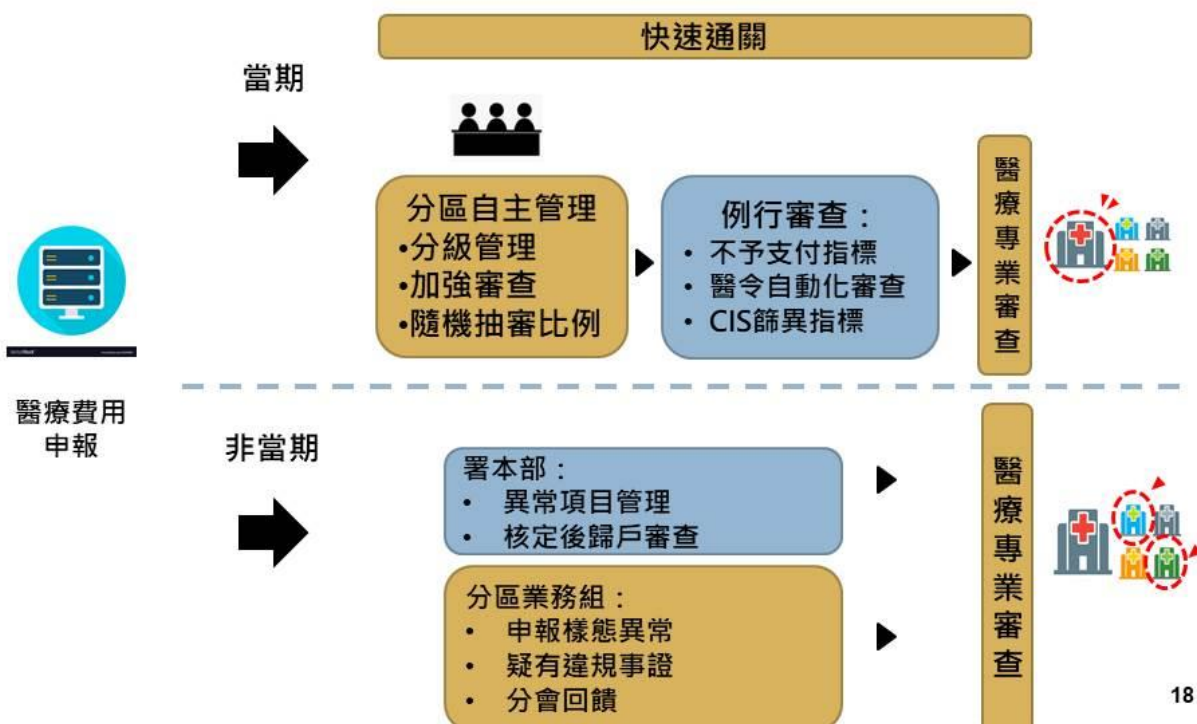 快速通關
當期
分區自主管理
•分級管理
•加強審查
•隨機抽審比例
例行審查：
• 不予支付指標
• 醫令自動化審查
• CIS篩異指標
醫療專業審查
醫療費用
申報
非當期
署本部：
• 異常項目管理
• 核定後歸戶審查
分區業務組：
• 申報樣態異常
• 疑有違規事證
• 分會回饋
醫療專業審查
18